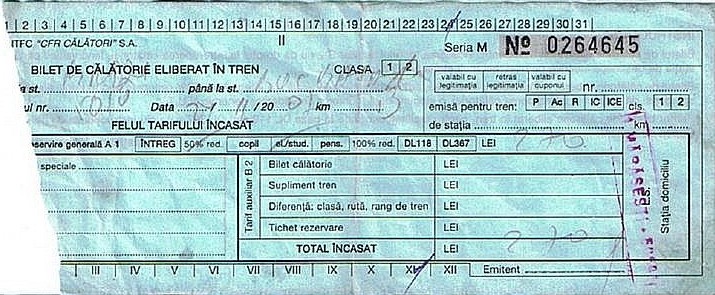 1 2 3 4 5 6 7 8 9 10 11 12 13 14 15 16 17 18 19 20 21 22 23 24 25 26 27 28 29 30 31
ITFC "CFR CĂLĂTORI" S.A. II Seria M Nº 0264645
BILET DE CĂLĂTORIE ELIBERAT ÎN TREN CLASA 1 2
valabil cu legitimația retras legitimația valabil cu cuponul nr.
la st. până la st.
emisă pentru tren: P Ac R IC ICE cls. 1 2
ul nr. Data /20 km
de stația km
FELUL TARIFULUI ÎNCASAT
servire generală A 1 ÎNTREG 50% red. copil el./stud. pens. 100% red. DL118 DL367 LEI 270
speciale
Tarif auxiliar B 2
Bilet călătorie LEI
Supliment tren LEI
Diferență: clasă, rută, rang de tren LEI
Tichet rezervare LEI
TOTAL ÎNCASAT LEI 270
Stația domiciliu
III IV V VI VII VIII IX X XI XII Emitent